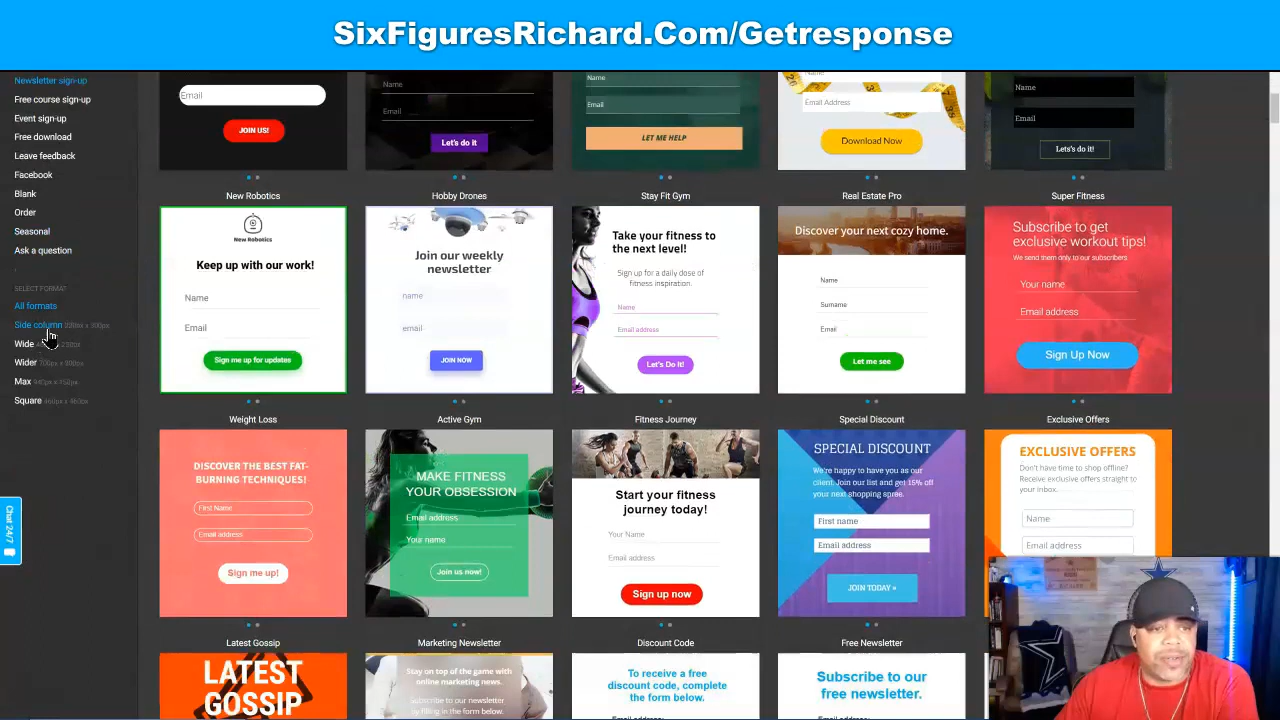 SixFiguresRichard.Com/Getresponse
Newsletter sign-up
Free course sign-up
Event sign-up
Free download
Leave feedback
Facebook
Blank
Order
Seasonal
Ask a question
SELECT FORMAT
All formats
Side column
Wide
Wider 700px x
Max
Square
Chat 24/7
Email
JOIN US!
Name
Email
Let's do it
Name
Email
LET ME HELP
Name
Email Address
Download Now
Name
Email
Lets's do it!
New Robotics
Hobby Drones
Stay Fit Gym
Real Estate Pro
Super Fitness
New Robotics
Keep up with our work!
Name
Email
Sign me up for updates
Join our weekly
newsletter
name
email
JOIN NOW
Take your fitness to
the next level!
Sign up for a daily dose of
fitness inspiration.
Name
Email address
Let's Do It!
Discover your next cozy home.
Name
Surname
Email
Let me see
Subscribe to get
exclusive workout tips!
We send them only to our subscribers.
Your name
Email address
Sign Up Now
Weight Loss
Active Gym
Fitness Journey
Special Discount
Exclusive Offers
DISCOVER THE BEST FAT-
BURNING TECHNIQUES!
First Name
Email address
Sign me up!
MAKE FITNESS
YOUR OBSESSION
Email address
Your name
Join us now!
Start your fitness
journey today!
Your Name
Email address
Sign up now
SPECIAL DISCOUNT
We're happy to have you as our
client. Join our list and get 15% off
your next shopping spree.
First name
Email address
JOIN TODAY »
EXCLUSIVE OFFERS
Don't have time to shop offline?
Receive exclusive offers straight to
your inbox.
Name
Email address
Latest Gossip
Marketing Newsletter
Discount Code
Free Newsletter
LATEST
GOSSIP
Stay on top of the game with
online marketing news.
Subscribe to our newsletter
by filling in the form below.
To receive a free
discount code, complete
the form below.
Email address:
Subscribe to our
free newsletter.
Email address: